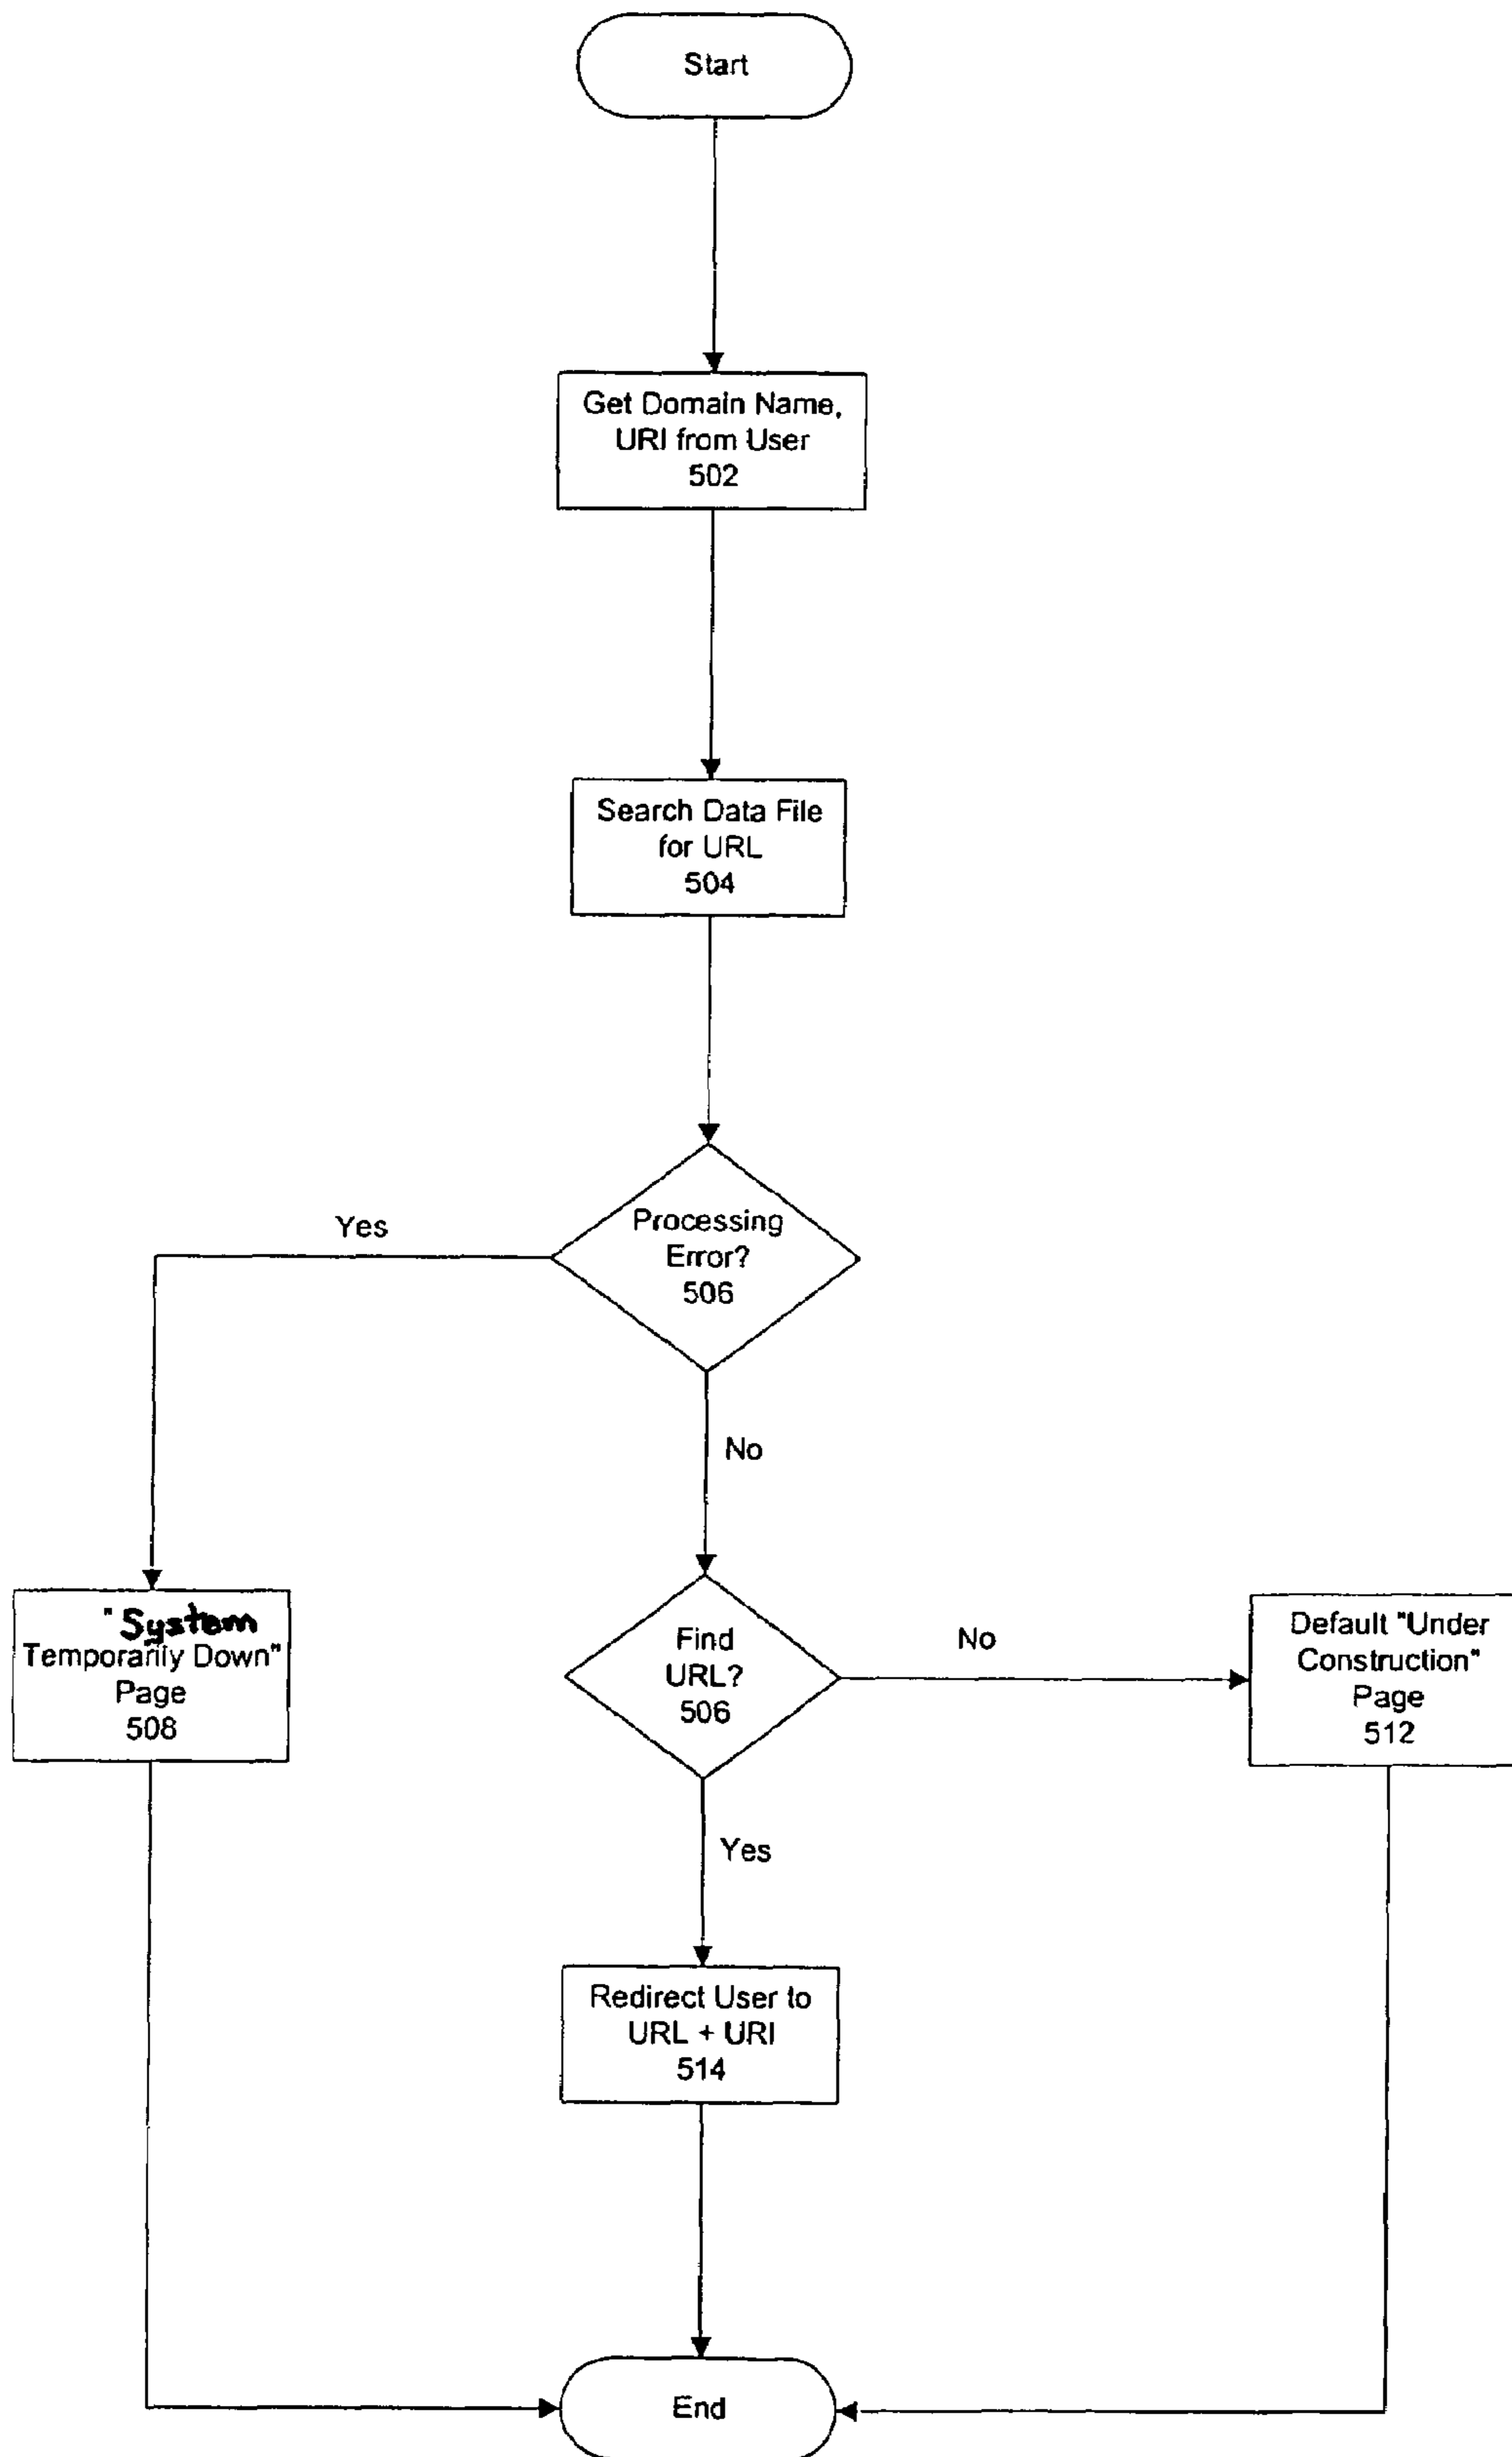 Start
Get Domain Name,
URI from User
502
Search Data File
for URL
504
Processing
Error?
506
Yes
No
"System
Temporarily Down"
Page
508
Find
URL?
506
No
Default "Under
Construction"
Page
512
Yes
Redirect User to
URL + URI
514
End